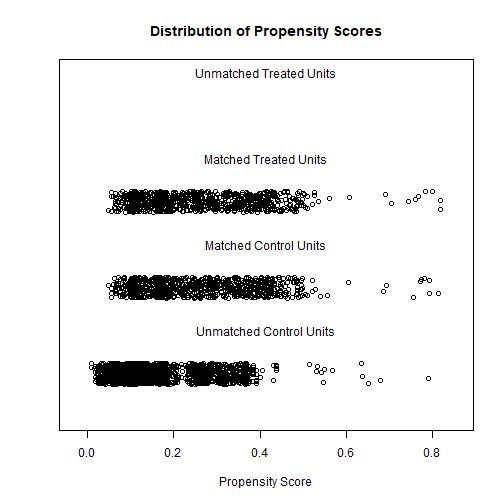 Distribution of Propensity Scores
Unmatched Treated Units
Matched Treated Units
Matched Control Units
Unmatched Control Units
0.0 0.2 0.4 0.6 0.8
Propensity Score